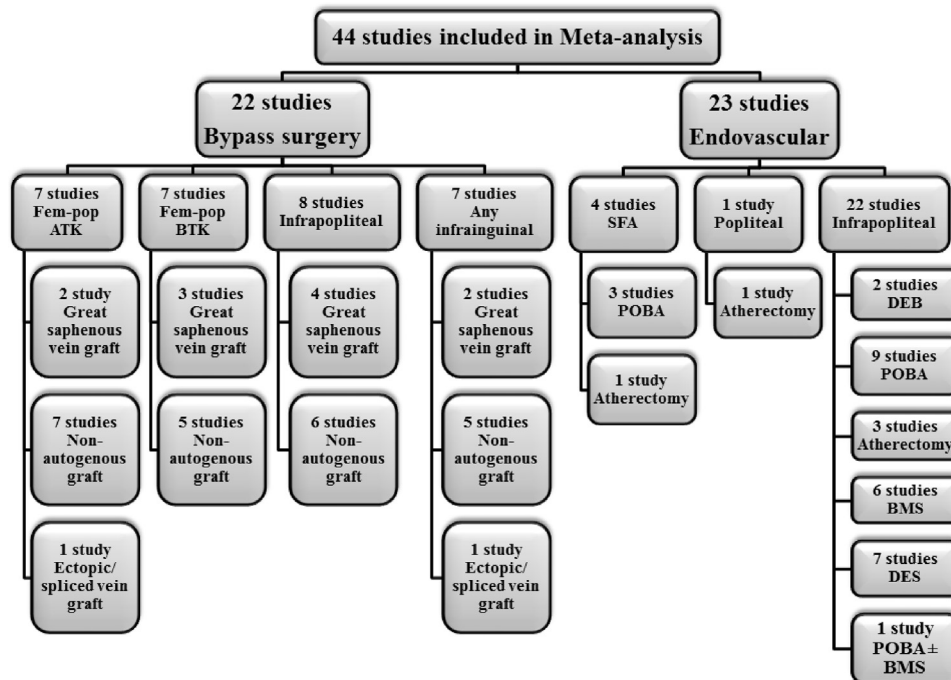 44 studies included in Meta-analysis
22 studies
Bypass surgery
23 studies
Endovascular
7 studies
Fem-pop
ATK
7 studies
Fem-pop
BTK
8 studies
Infrapopliteal
7 studies
Any
infrainguinal
4 studies
SFA
1 study
Popliteal
22 studies
Infrapopliteal
2 study
Great
saphenous
vein graft
3 studies
Great
saphenous
vein graft
4 studies
Great
saphenous
vein graft
2 studies
Great
saphenous
vein graft
3 studies
POBA
1 study
Atherectomy
2 studies
DEB
7 studies
Non-
autogenous
graft
5 studies
Non-
autogenous
graft
6 studies
Non-
autogenous
graft
5 studies
Non-
autogenous
graft
1 study
Atherectomy
9 studies
POBA
3 studies
Atherectomy
6 studies
BMS
1 study
Ectopic/
spliced vein
graft
1 study
Ectopic/
spliced vein
graft
7 studies
DES
1 study
POBA ±
BMS